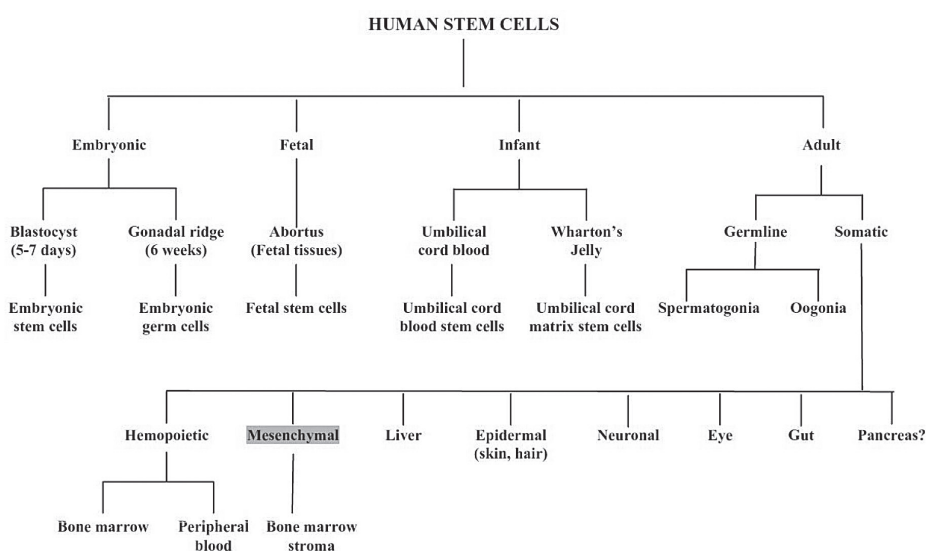 HUMAN STEM CELLS
Embryonic Fetal Infant Adult
Blastocyst Gonadal ridge Abortus Umbilical Wharton's Germline Somatic
(5-7 days) (6 weeks) (Fetal tissues) cord blood Jelly
Embryonic Embryonic Fetal stem cells Umbilical cord Umbilical cord Spermatogonia Oogonia
stem cells germ cells blood stem cells matrix stem cells
Hemopoietic Mesenchymal Liver Epidermal Neuronal Eye Gut Pancreas?
(skin, hair)
Bone marrow Peripheral Bone marrow
blood stroma